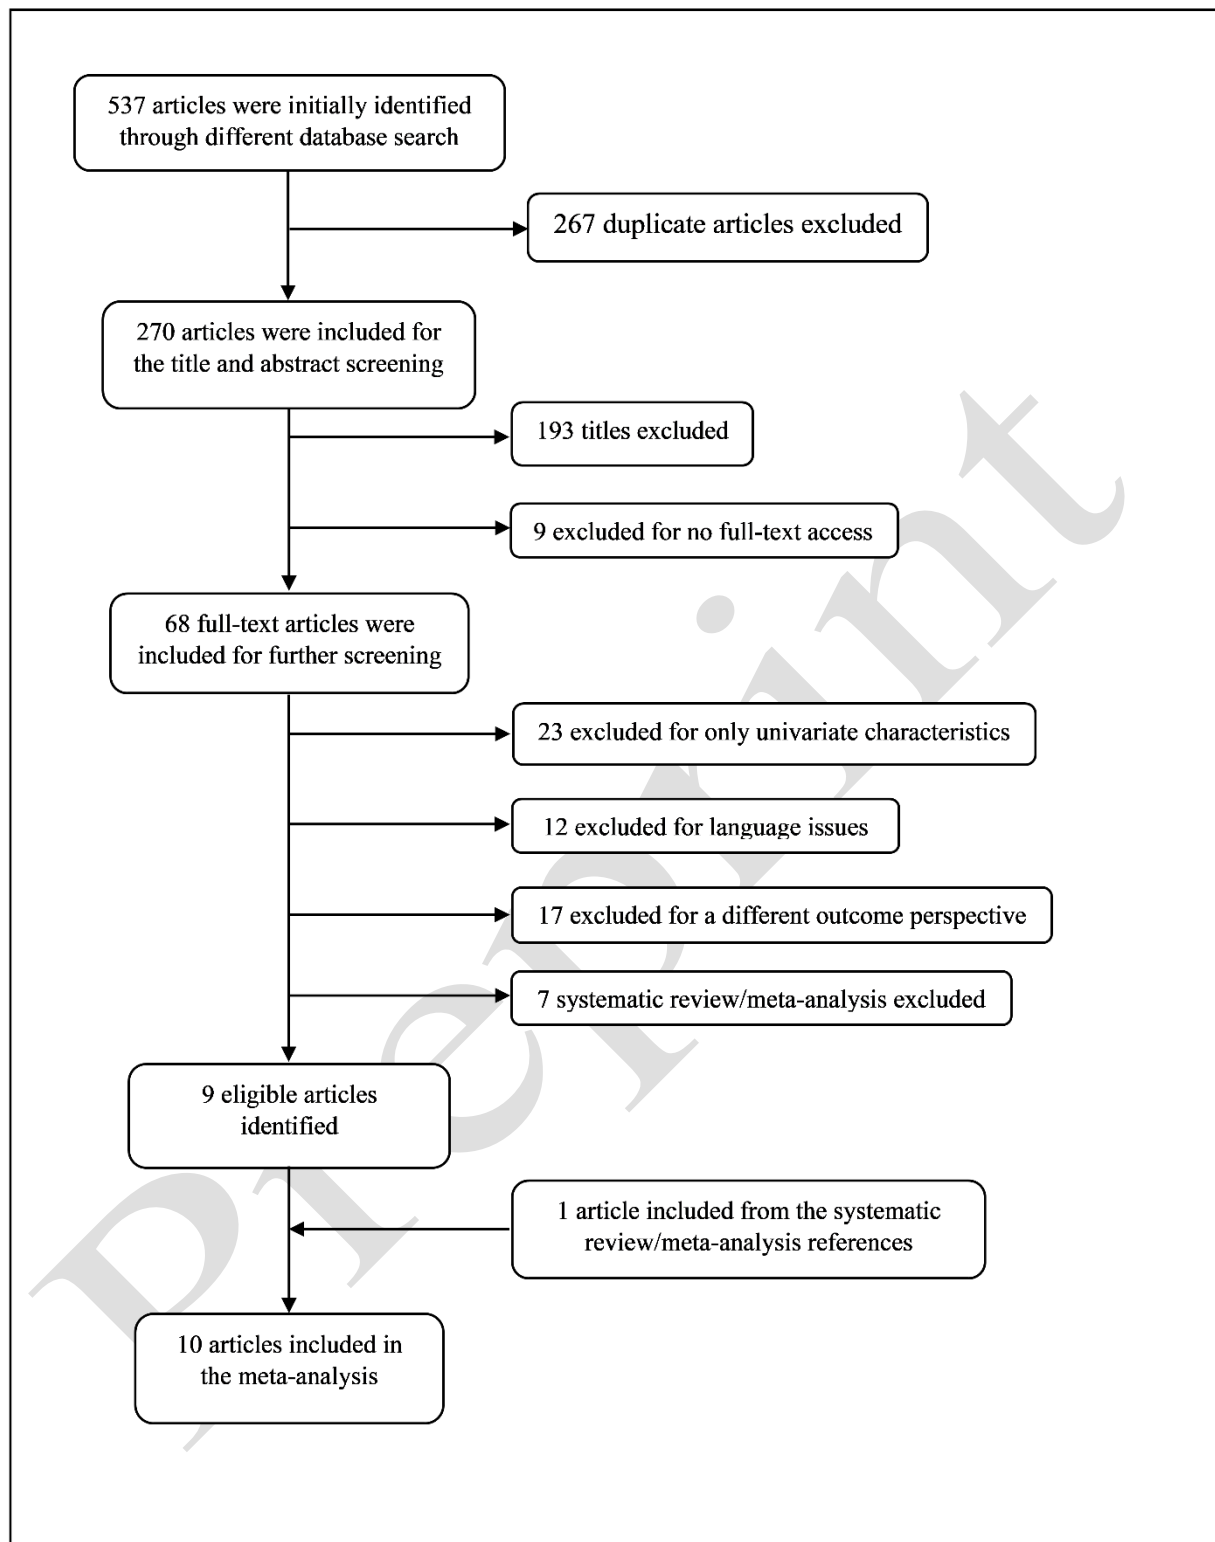 537 articles were initially identified
through different database search
267 duplicate articles excluded
270 articles were included for
the title and abstract screening
193 titles excluded
9 excluded for no full-text access
68 full-text articles were
included for further screening
23 excluded for only univariate characteristics
12 excluded for language issues
17 excluded for a different outcome perspective
7 systematic review/meta-analysis excluded
9 eligible articles
identified
1 article included from the systematic
review/meta-analysis references
10 articles included in
the meta-analysis
Preprint